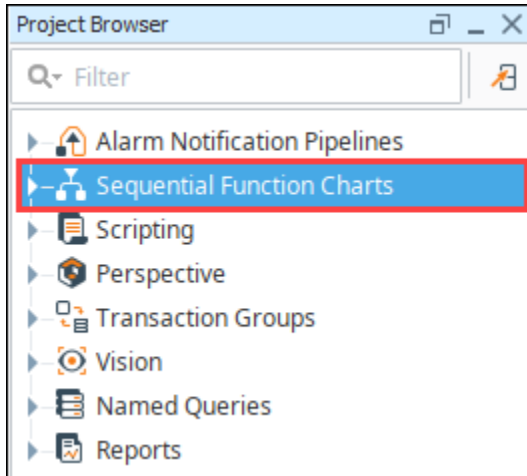 Project Browser
Filter
Alarm Notification Pipelines
Sequential Function Charts
Scripting
Perspective
Transaction Groups
Vision
Named Queries
Reports